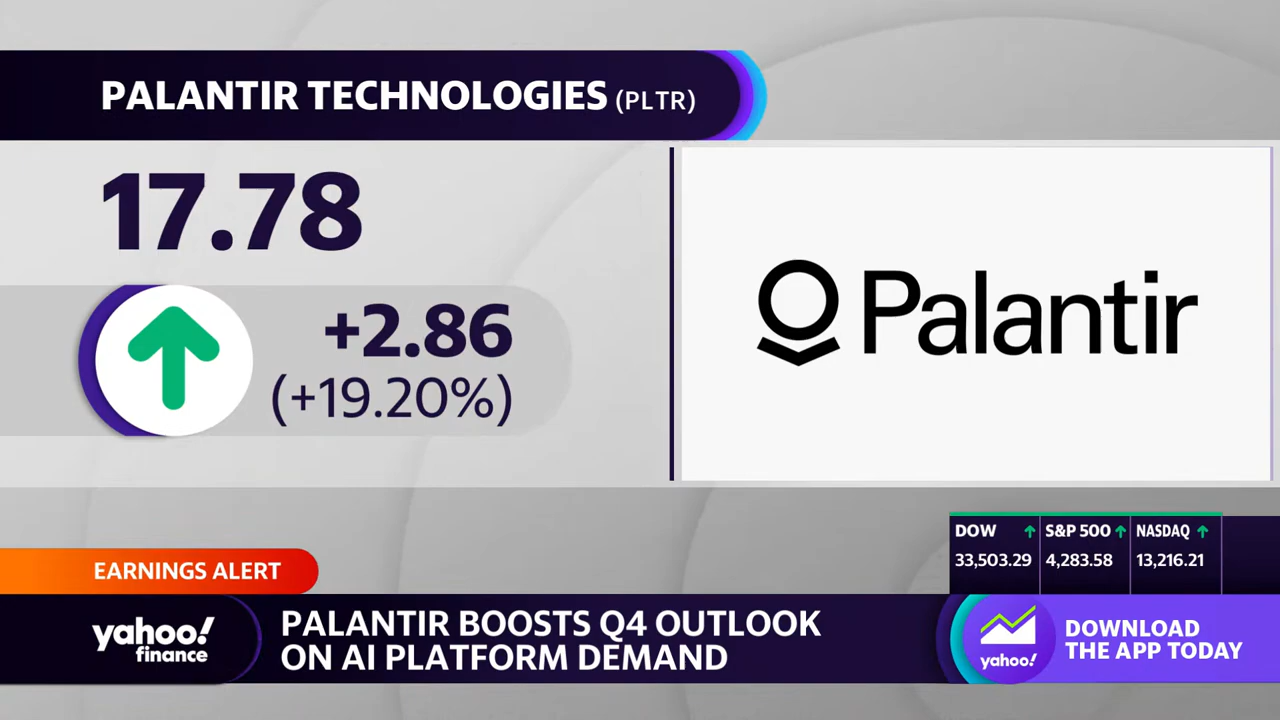 PALANTIR TECHNOLOGIES (PLTR)
17.78
+2.86
(+19.20%)
Palantir
DOW
33,503.29
S&P 500
4,283.58
NASDAQ
13,216.21
EARNINGS ALERT
yahoo!
finance
PALANTIR BOOSTS Q4 OUTLOOK
ON AI PLATFORM DEMAND
yahoo!
DOWNLOAD
THE APP TODAY